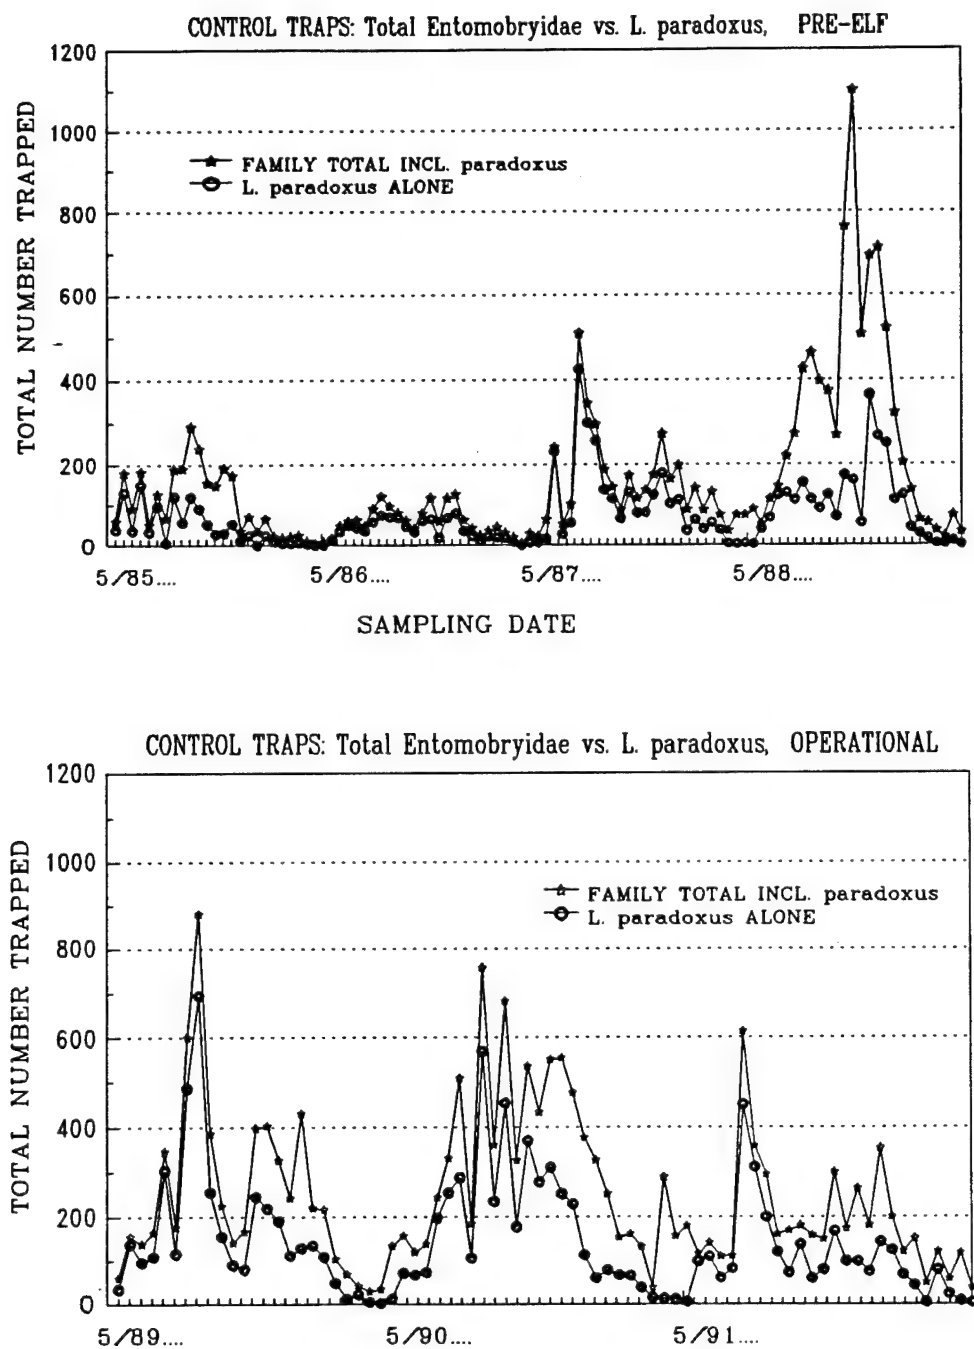 CONTROL TRAPS: Total Entomobryidae vs. L. paradoxus, PRE-ELF
1200
1000
800
600
400
200
0
TOTAL NUMBER TRAPPED
FAMILY TOTAL INCL. paradoxus
L. paradoxus ALONE
5/85.... 5/86.... 5/87.... 5/88....
SAMPLING DATE
CONTROL TRAPS: Total Entomobryidae vs. L. paradoxus, OPERATIONAL
1200
1000
800
600
400
200
0
TOTAL NUMBER TRAPPED
FAMILY TOTAL INCL. paradoxus
L. paradoxus ALONE
5/89.... 5/90.... 5/91....